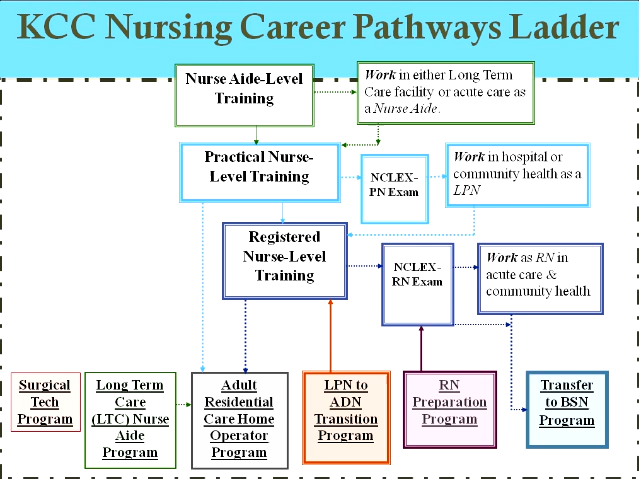 KCC Nursing Career Pathways Ladder
Nurse Aide-Level
Training
Work in either Long Term
Care facility or acute care as
a Nurse Aide.
Practical Nurse-
Level Training
NCLEX-
PN Exam
Work in hospital or
community health as a
LPN
Registered
Nurse-Level
Training
NCLEX-
RN Exam
Work as RN in
acute care &
community health
Surgical
Tech
Program
Long Term
Care
(LTC) Nurse
Aide
Program
Adult
Residential
Care Home
Operator
Program
LPN to
ADN
Transition
Program
RN
Preparation
Program
Transfer
to BSN
Program